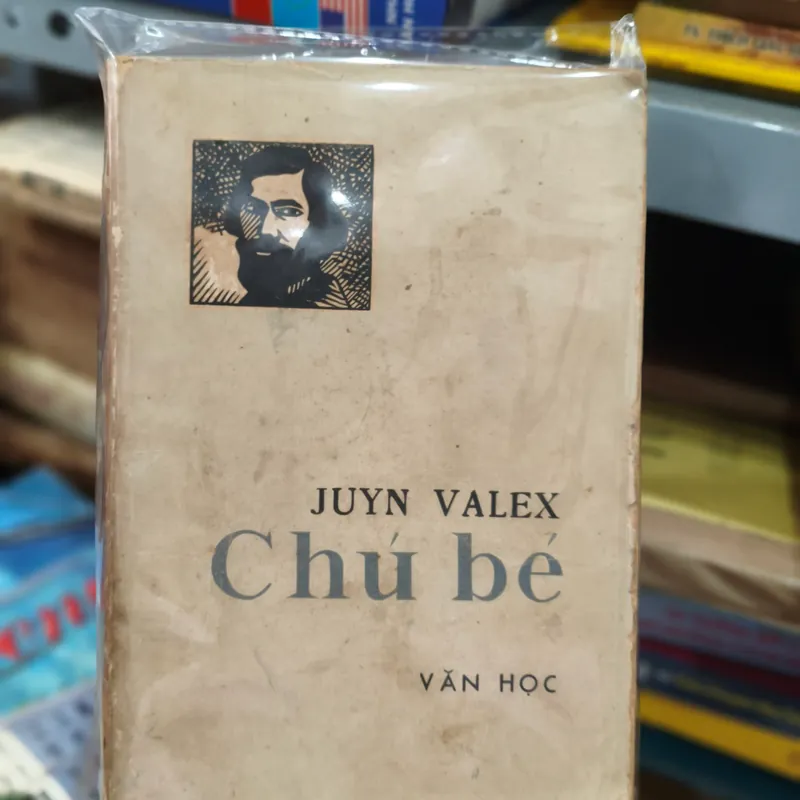 JUYN VALEX
Chú bé
VĂN HỌC